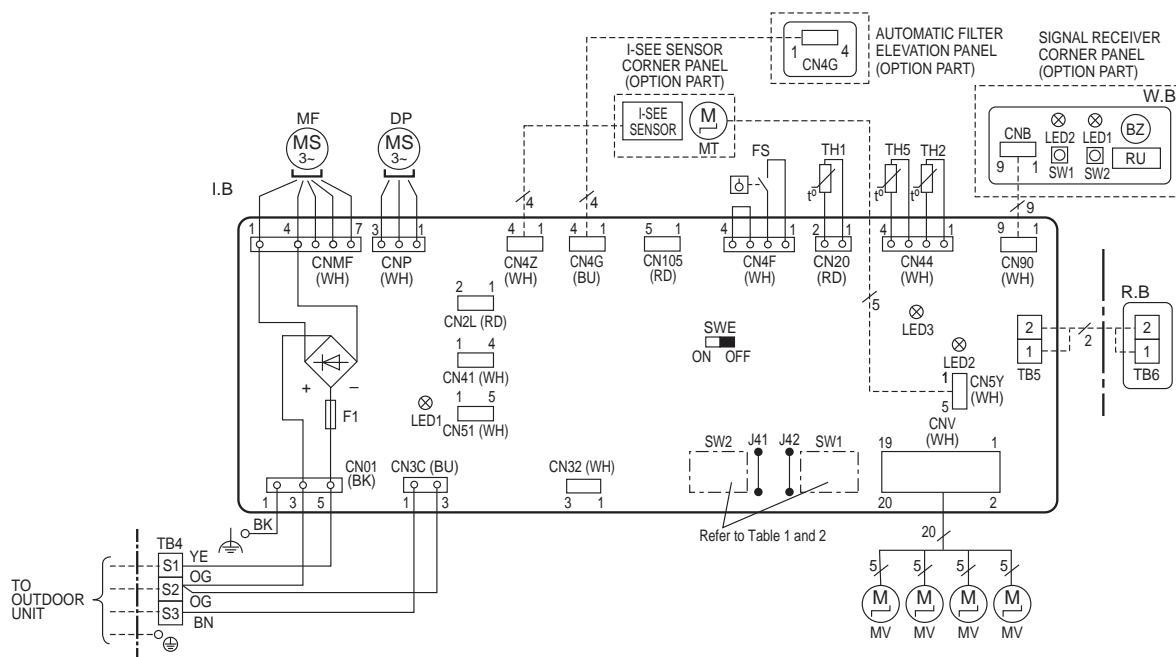 AUTOMATIC FILTER
ELEVATION PANEL
(OPTION PART)
1 4
CN4G
SIGNAL RECEIVER
CORNER PANEL
(OPTION PART)
W.B
I-SEE SENSOR
CORNER PANEL
(OPTION PART)
I-SEE
SENSOR
M
MT
CNB
9 1
LED2 LED1
SW1 SW2
BZ
RU
MF
MS
3~
DP
MS
3~
FS
TH1
t°
TH5
t°
TH2
t°
I.B
4
4
9
1 4 7
CNMF
(WH)
3 1
CNP
(WH)
4 1
CN4Z
(WH)
4 1
CN4G
(BU)
5 1
CN105
(RD)
4 1
CN4F
(WH)
2 1
CN20
(RD)
4 1
CN44
(WH)
9 1
CN90
(WH)
2 1
CN2L (RD)
1 4
CN41 (WH)
1 5
CN51 (WH)
LED1
SWE
ON OFF
5
LED3
LED2
1
5
CN5Y
(WH)
2
1
TB5
2
R.B
2
1
TB6
+ −
F1
CN01
(BK)
1 3 5
CN3C (BU)
1 3
CN32 (WH)
3 1
SW2 J41 J42 SW1
CNV
(WH)
19 1
20 2
Refer to Table 1 and 2
20
5 5 5 5
M M M M
MV MV MV MV
BK
TB4
S1 YE
OG
S2
OG
S3
BN
TO
OUTDOOR
UNIT